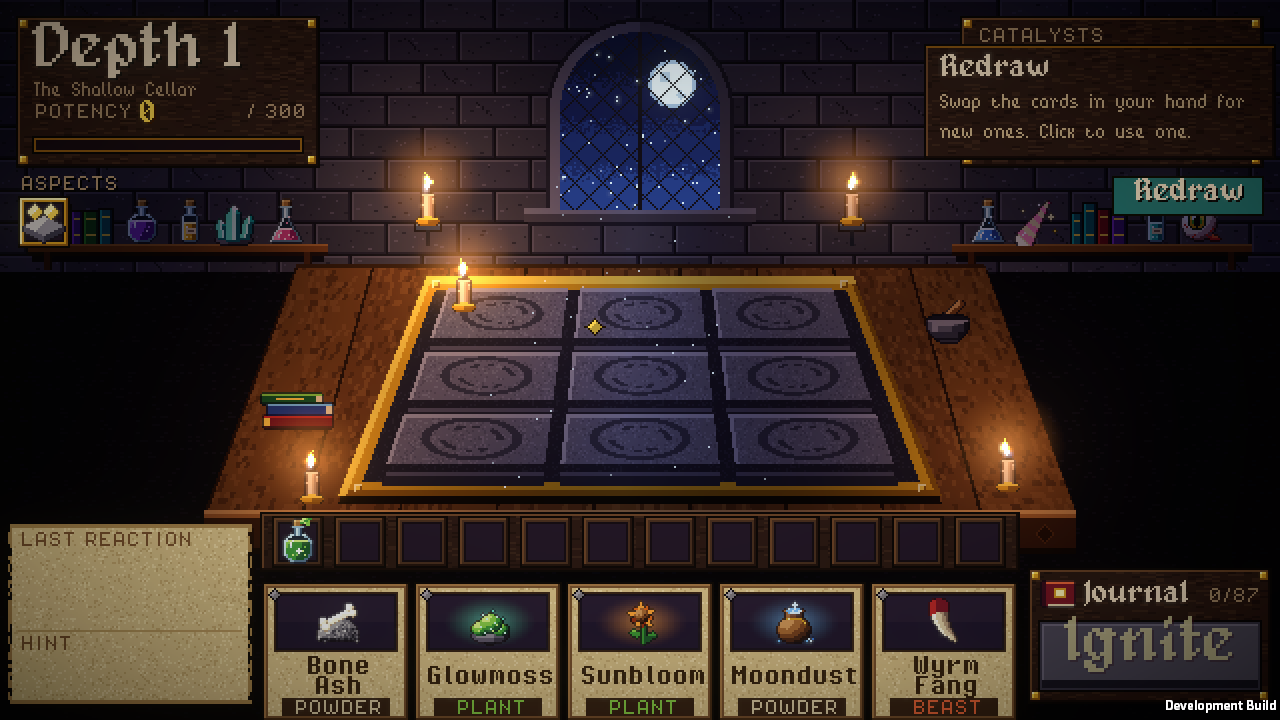 Depth 1
The Shallow Cellar
POTENCY 0 / 300
ASPECTS
CATALYSTS
Redraw
Swap the cards in your hand for
new ones. Click to use one.
Redraw
LAST REACTION
HINT
Bone
Ash
POWDER
Glowmoss
PLANT
Sunbloom
PLANT
Moondust
POWDER
Wyrm
Fang
BEAST
Journal 0/87
Ignite
Development Build